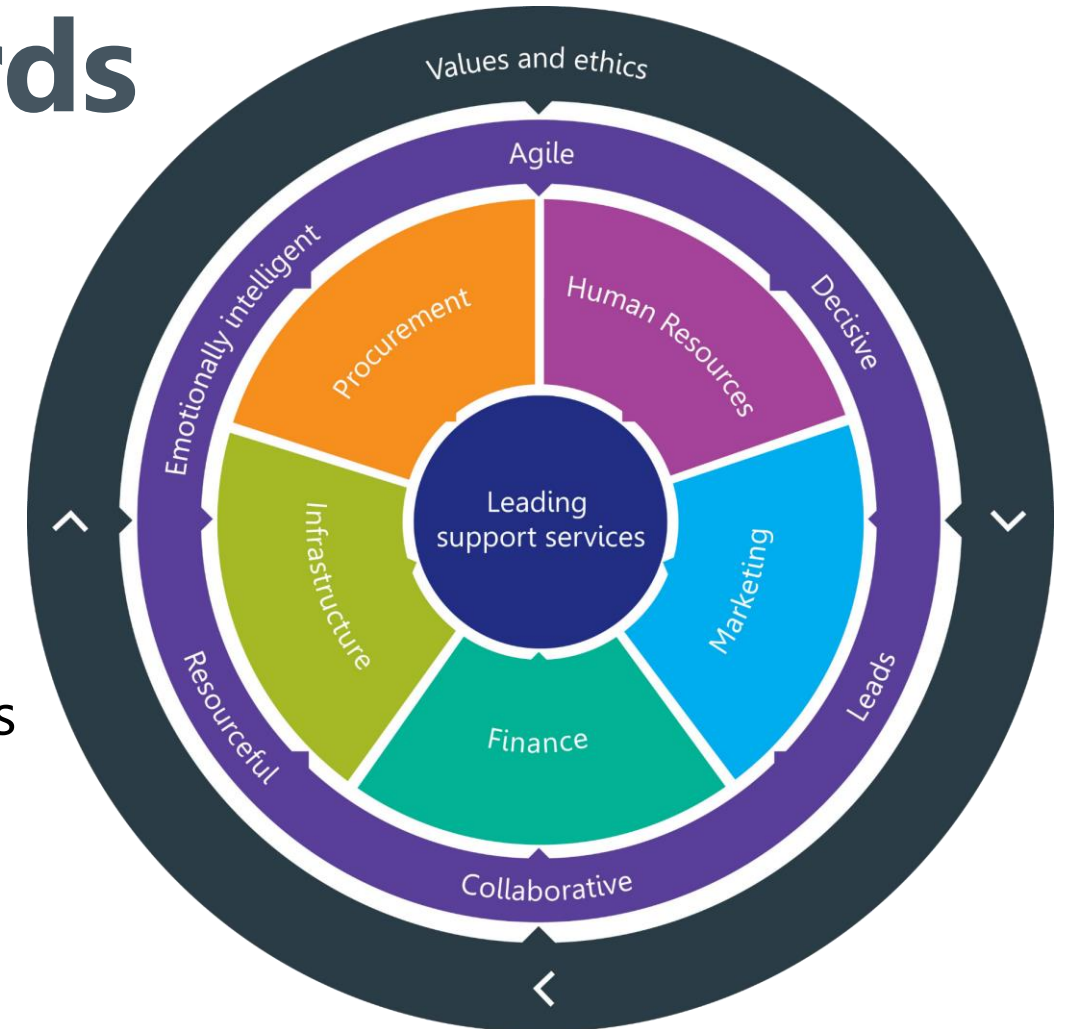 rds
s
Values and ethics
Agile
Decisive
Leads
Collaborative
Resourceful
Emotionally intelligent
Procurement
Human Resources
Marketing
Finance
Infrastructure
Leading
support services